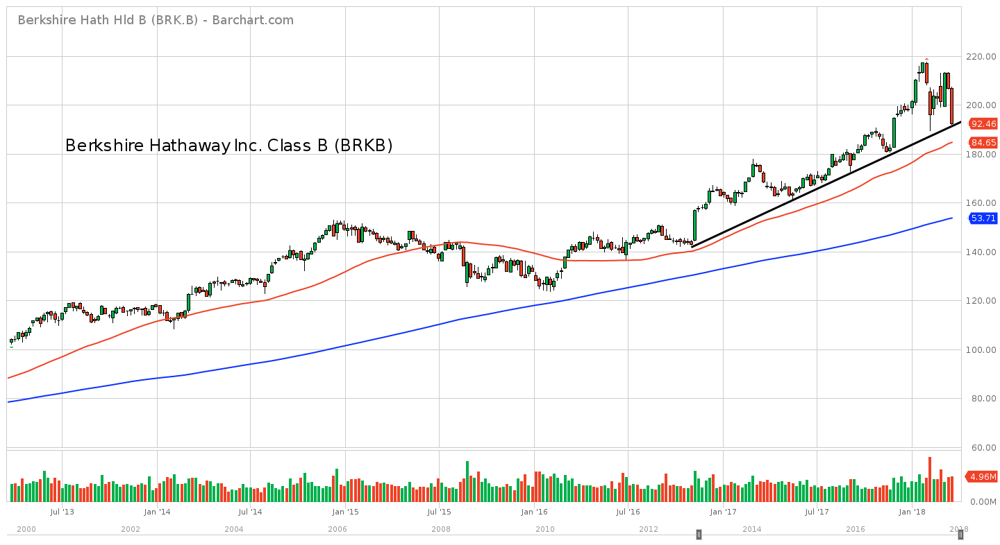 Berkshire Hath Hld B (BRK.B) - Barchart.com
220.00
200.00
92.46
Berkshire Hathaway Inc. Class B (BRKB)
84.65
180.00
160.00
53.71
140.00
120.00
100.00
80.00
60.00
4.96M
0.00M
Jul '13 Jan '14 Jul '14 Jan '15 Jul '15 Jan '16 Jul '16 Jan '17 Jul '17 Jan '18
2000 2002 2004 2006 2008 2010 2012 2014 2016 2018